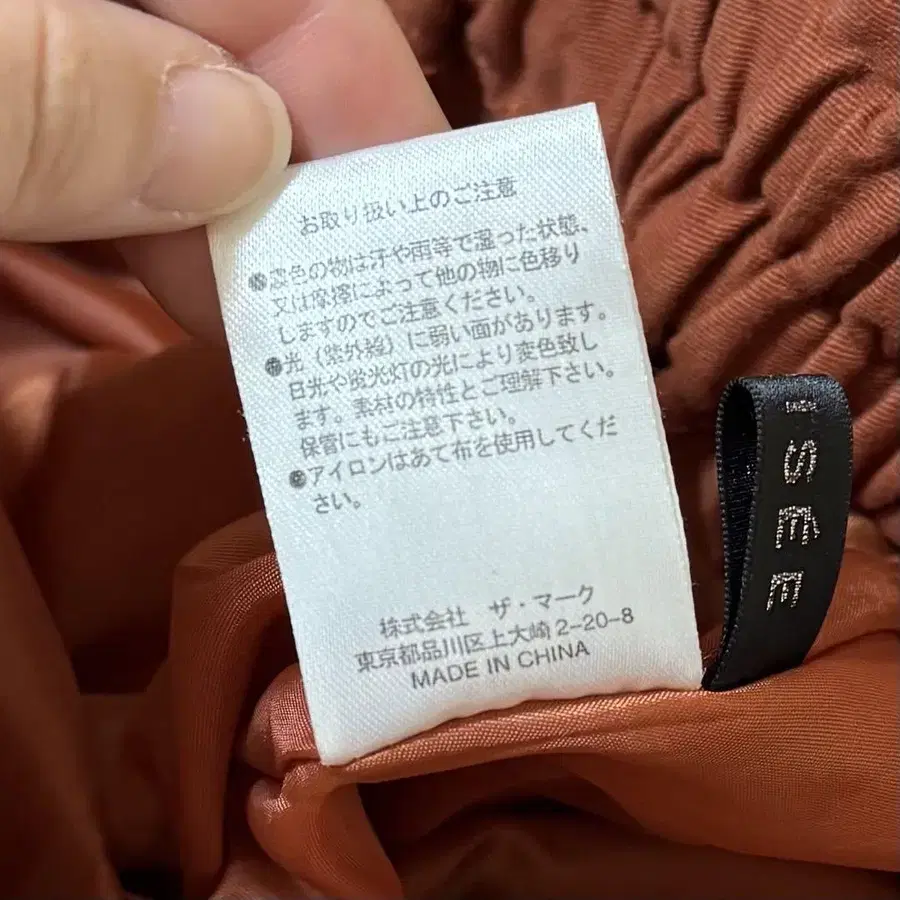 お取り扱い上のご注意
●濃色の物は汗や雨等で湿った状態、
又は摩擦によって他の物に色移り
しますのでご注意ください。
●光（紫外線）に弱い面があります。
日光や蛍光灯の光により変色致し
ます。素材の特性とご理解下さい。
保管にもご注意下さい。
●アイロンはあて布を使用してくだ
さい。
株式会社 ザ・マーク
東京都品川区上大崎2-20-8
MADE IN CHINA
SÉE